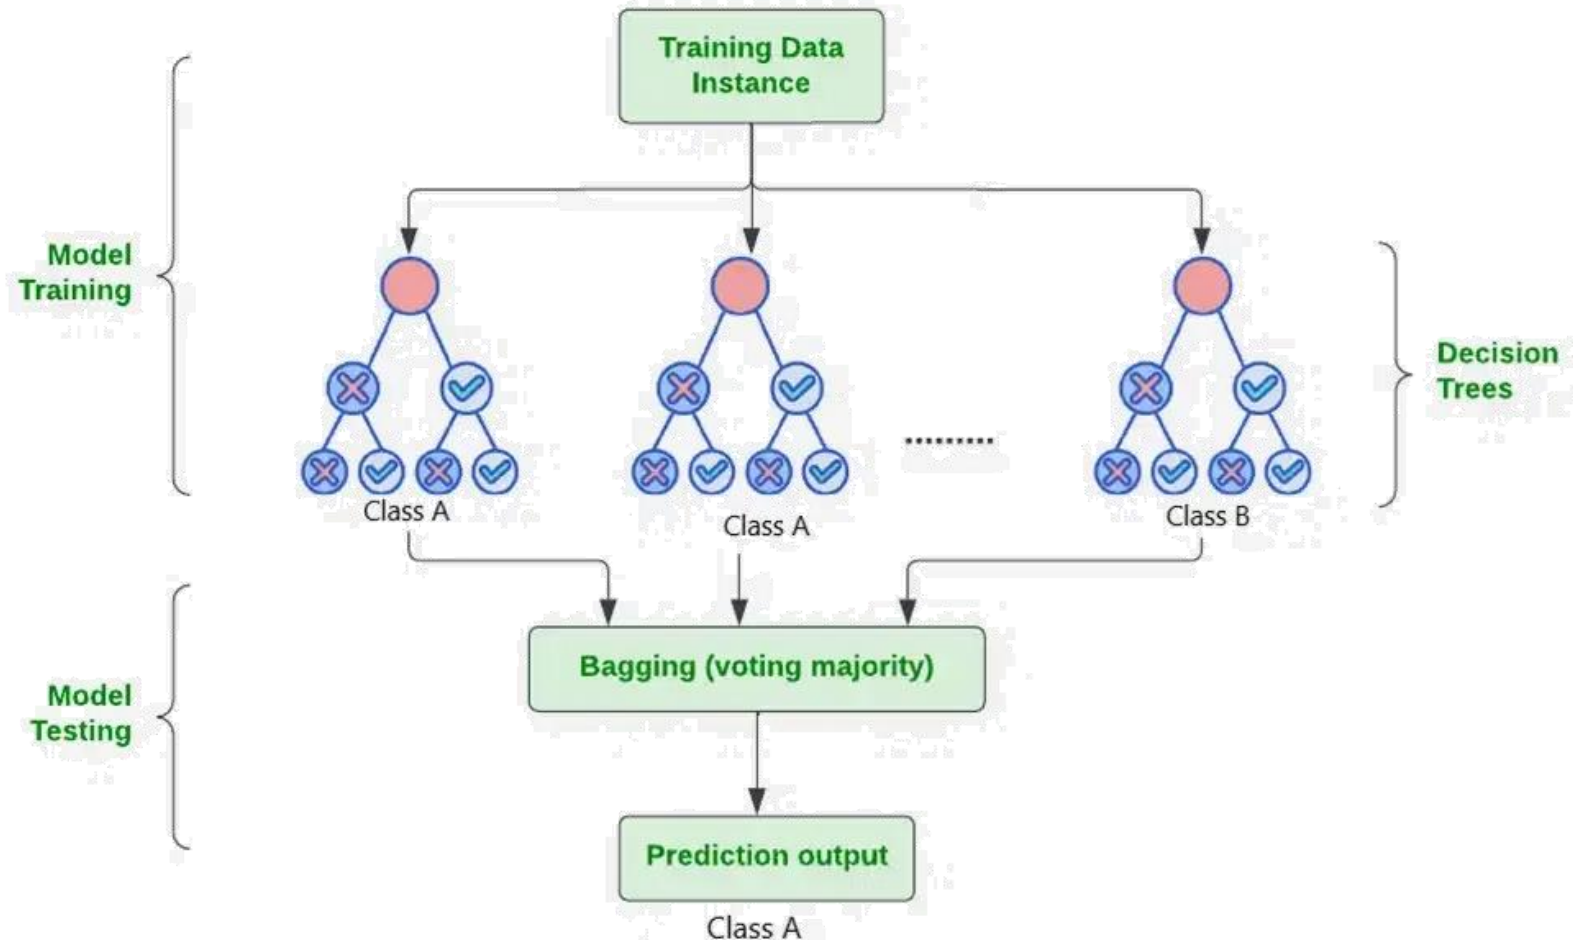 Training Data
Instance
Model
Training
Decision
Trees
.........
Class A
Class A
Class B
Bagging (voting majority)
Model
Testing
Prediction output
Class A